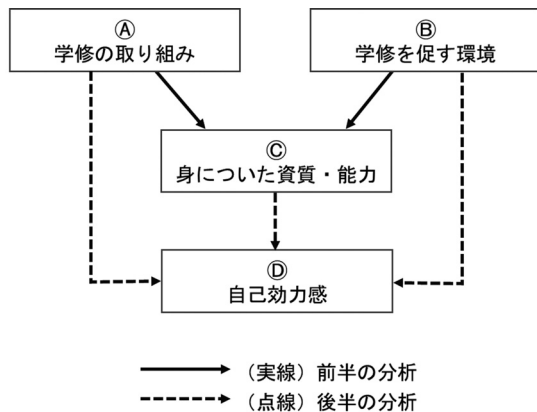 Ⓐ
学修の取り組み
Ⓑ
学修を促す環境
Ⓒ
身についた資質・能力
Ⓓ
自己効力感
（実線）前半の分析
（点線）後半の分析